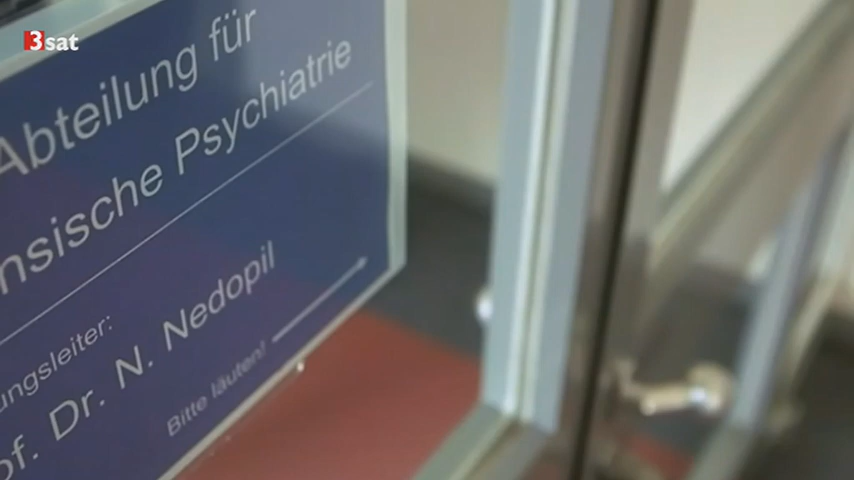 3sat
Abteilung für
nsische Psychiatrie
ungsleiter:
of. Dr. N. Nedopil
Bitte läuten!